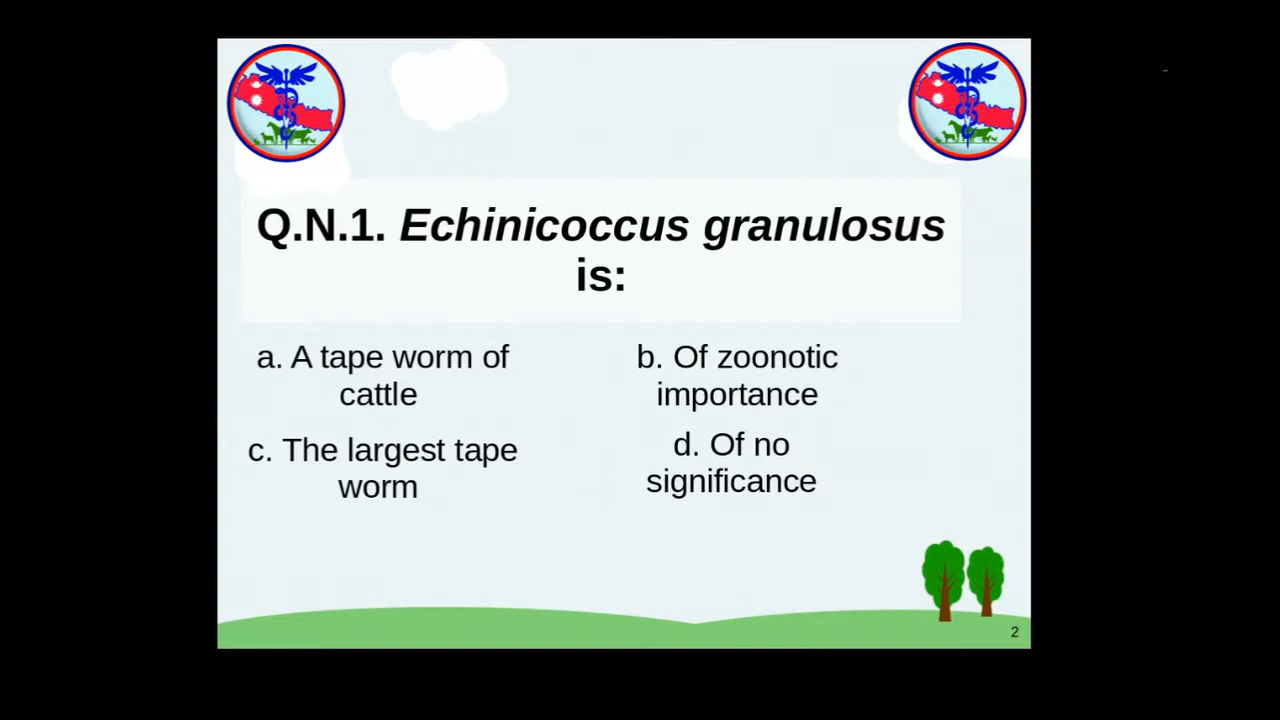 Q.N.1. Echinicoccus granulosus
is:
a. A tape worm of
cattle
b. Of zoonotic
importance
c. The largest tape
worm
d. Of no
significance
2